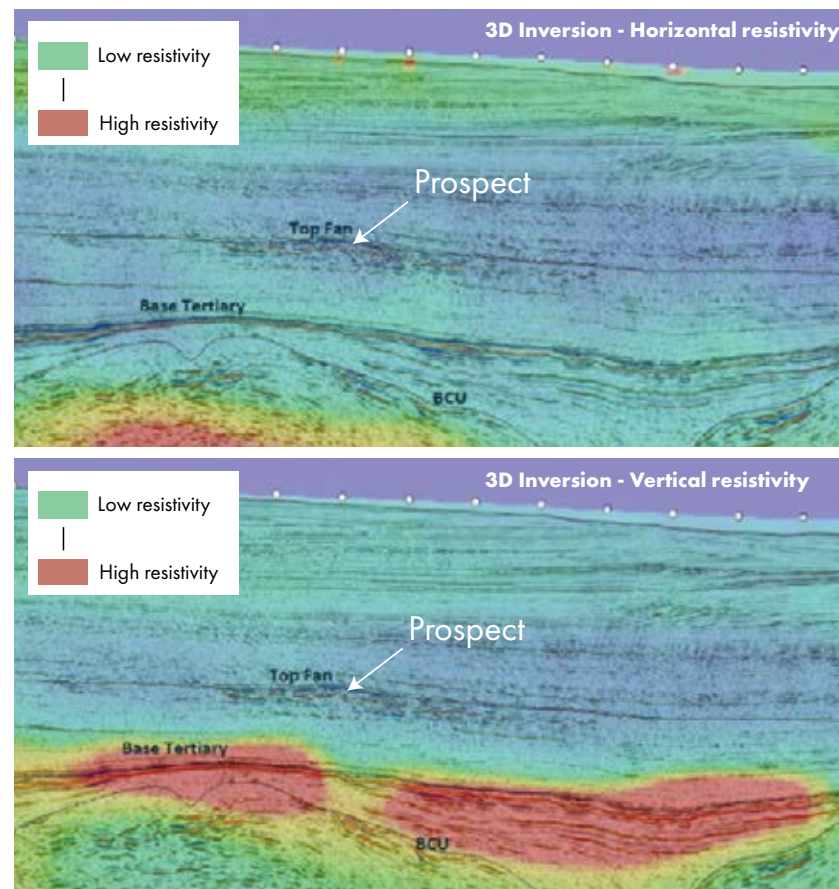 3D Inversion - Horizontal resistivity
Low resistivity
High resistivity
Prospect
Top Fan
Base Tertiary
BCU
3D Inversion - Vertical resistivity
Low resistivity
High resistivity
Prospect
Top Fan
Base Tertiary
BCU